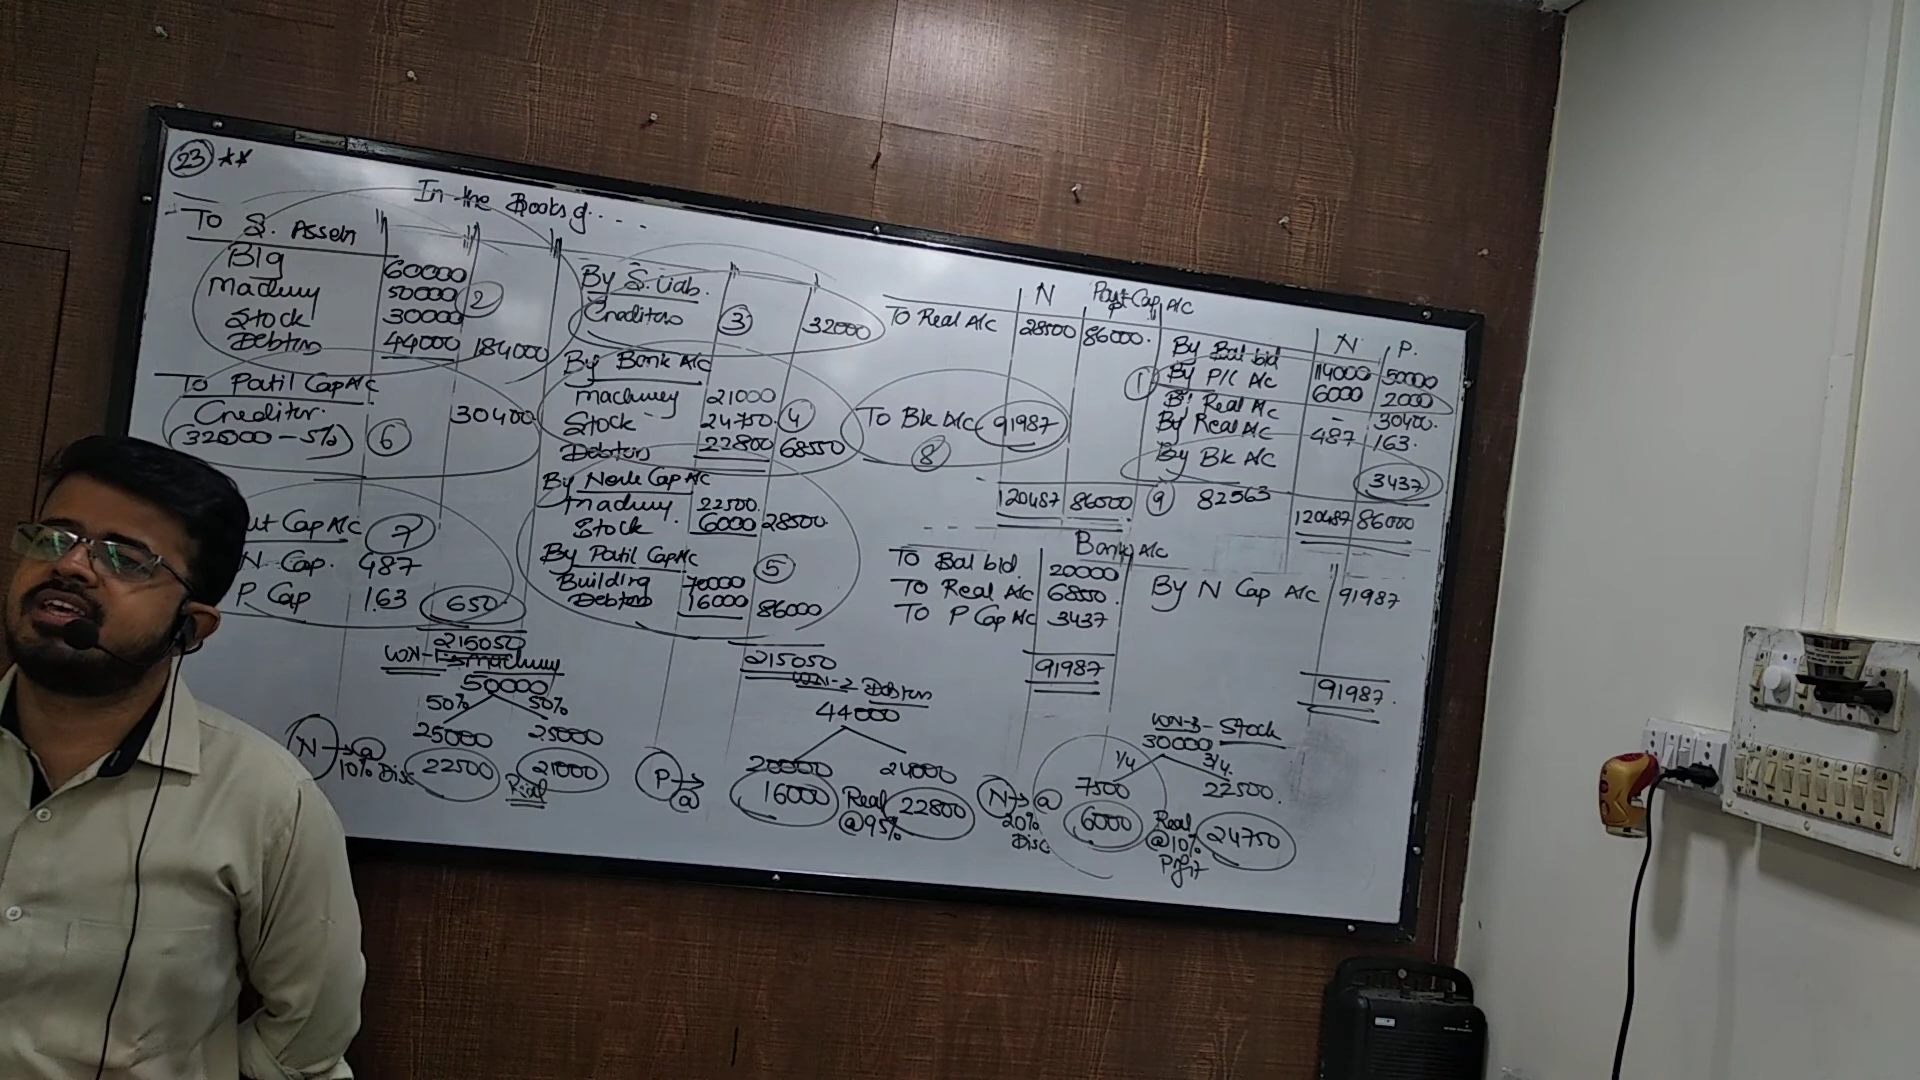 23 **
In the Books of . . . .
To S. Assets
Blg 60000
Machinery 50000 2
Stock 30000
Debtors 44000 184000
To Patil Cap A/c
Creditor. 30400
(32000 - 5%) 6
Cap A/c 7
N Cap. 487
P Cap 163 650
215050
By S. Liab.
Creditors 3 32000
By Bank A/c
Machinery 21000
Stock 24750 4
Debtors 22800 68550
By Cap A/c
Machinery 22500
Stock 6000 28500
By Patil Cap A/c 5
Building 70000
Debtors 16000 86000
215050
Cap A/c
N P
To Real A/c 28500 86000
To Bk A/c 91987
8
120487 86000
N P.
By Bal b/d 114000 50000
1 By P/L A/c 6000 2000
By Real A/c - 30400
By Real A/c 487 163
By Bk A/c 3437
9 82563
120487 86000
Bank A/c
To Bal b/d. 20000
To Real A/c 68550
To P Cap A/c 3437
91987
By N Cap A/c 91987
91987
WN-1 Machinery
50000
50% 50%
25000 25000
N → @ 10% Disc 22500 21000
Real
WN-2 Debtors
44000
20000 24000
P → @ 16000 Real @95% 22800
WN-3 - Stock
30000
1/4 3/4
7500 22500
N → @ 20% Disc 6000 Real @10% Profit 24750